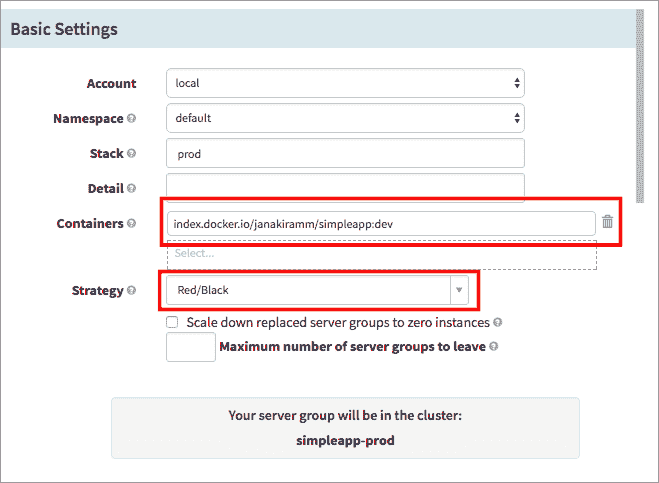 Basic Settings
Account local
Namespace default
Stack prod
Detail
Containers index.docker.io/janakiramm/simpleapp:dev
Select...
Strategy Red/Black
Scale down replaced server groups to zero instances
Maximum number of server groups to leave
Your server group will be in the cluster:
simpleapp-prod